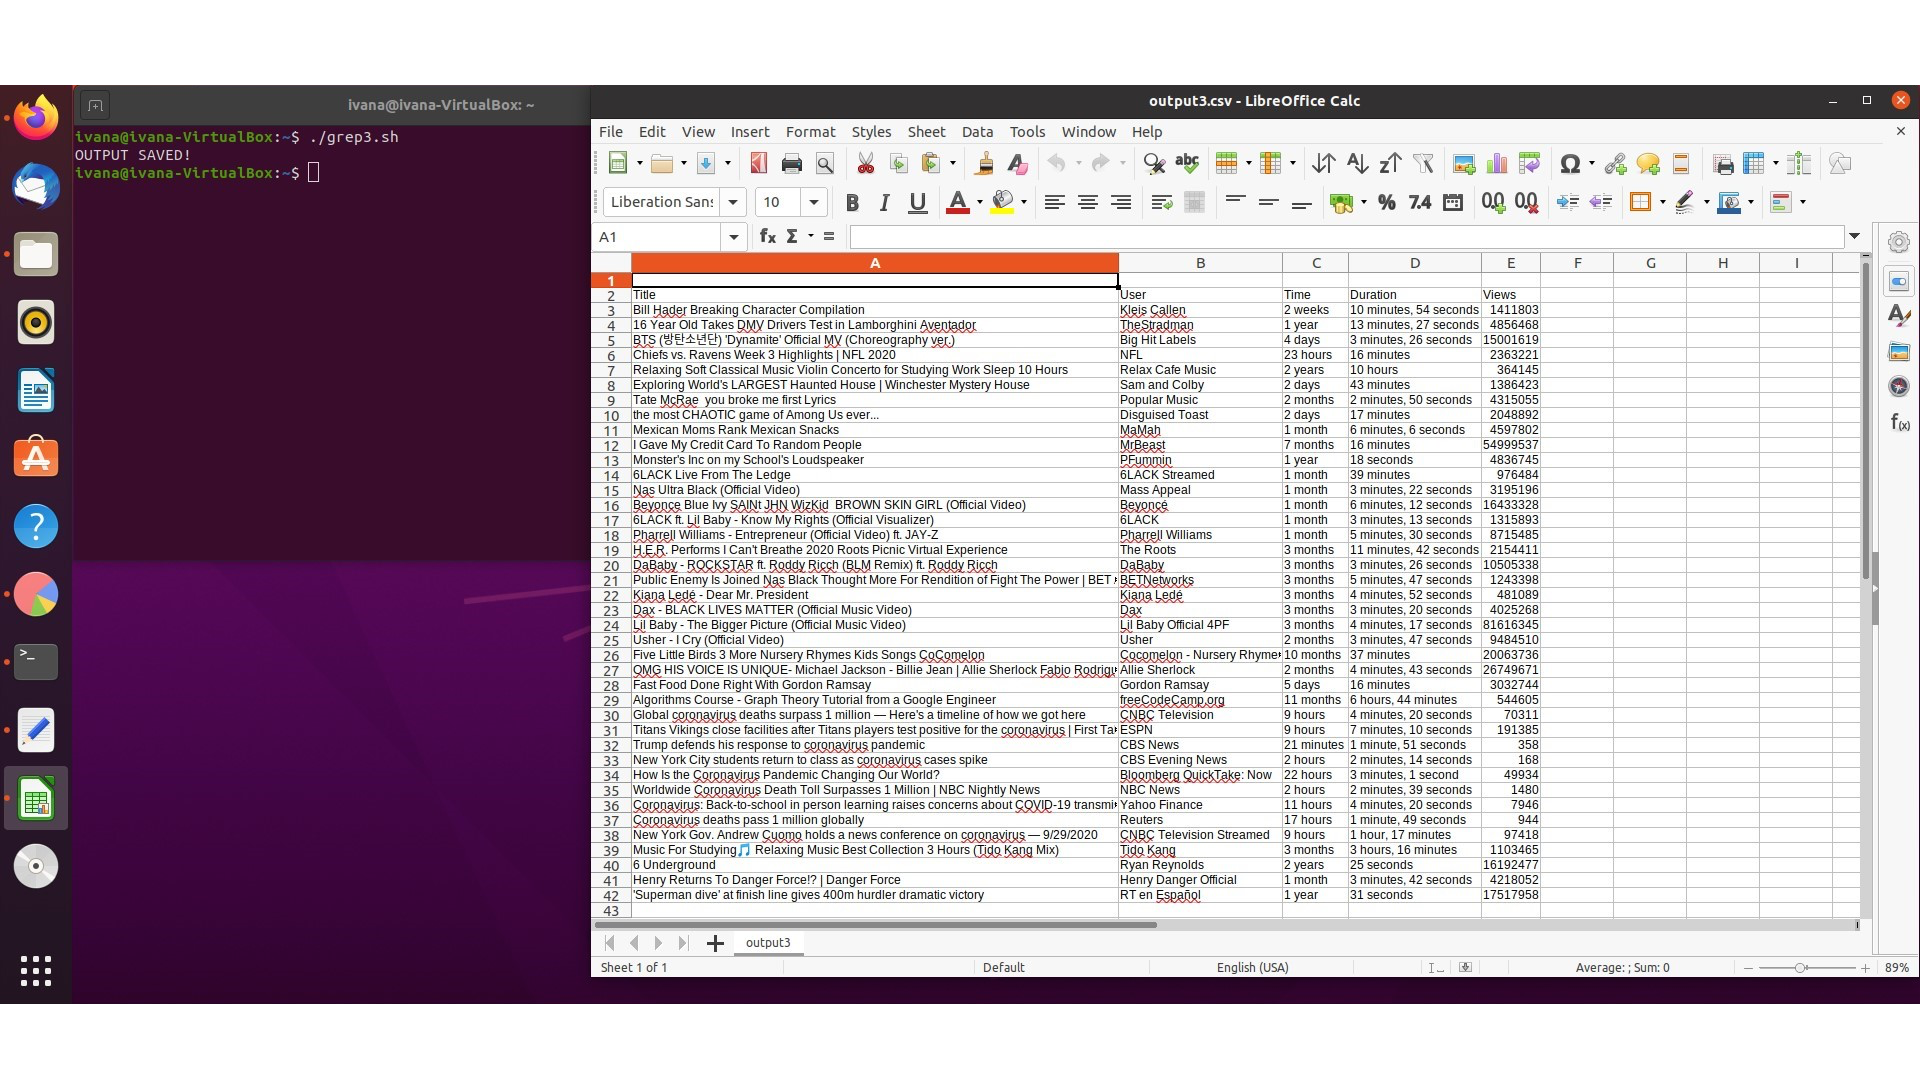 ivana@ivana-VirtualBox: ~
ivana@ivana-VirtualBox:~$ ./grep3.sh
OUTPUT SAVED!
ivana@ivana-VirtualBox:~$
output3.csv - LibreOffice Calc
File Edit View Insert Format Styles Sheet Data Tools Window Help
Liberation Sans 10
A1
A B C D E F G H I
1
2 Title User Time Duration Views
3 Bill Hader Breaking Character Compilation Kleis Callen 2 weeks 10 minutes, 54 seconds 1411803
4 16 Year Old Takes DMV Drivers Test in Lamborghini Aventador TheStradman 1 year 13 minutes, 27 seconds 4856468
5 BTS (방탄소년단) 'Dynamite' Official MV (Choreography ver.) Big Hit Labels 4 days 3 minutes, 26 seconds 15001619
6 Chiefs vs. Ravens Week 3 Highlights | NFL 2020 NFL 23 hours 16 minutes 2363221
7 Relaxing Soft Classical Music Violin Concerto for Studying Work Sleep 10 Hours Relax Cafe Music 2 years 10 hours 364145
8 Exploring World's LARGEST Haunted House | Winchester Mystery House Sam and Colby 2 days 43 minutes 1386423
9 Tate McRae you broke me first Lyrics Popular Music 2 months 2 minutes, 50 seconds 4315055
10 the most CHAOTIC game of Among Us ever... Disguised Toast 2 days 17 minutes 2048892
11 Mexican Moms Rank Mexican Snacks MaMah 1 month 6 minutes, 6 seconds 4597802
12 I Gave My Credit Card To Random People MrBeast 7 months 16 minutes 54999537
13 Monster's Inc on my School's Loudspeaker PFummin 1 year 18 seconds 4836745
14 6LACK Live From The Ledge 6LACK Streamed 1 month 39 minutes 976484
15 Nas Ultra Black (Official Video) Mass Appeal 1 month 3 minutes, 22 seconds 3195196
16 Beyonce Blue Ivy SAINt JHN WizKid BROWN SKIN GIRL (Official Video) Beyoncé 1 month 6 minutes, 12 seconds 16433328
17 6LACK ft. Lil Baby - Know My Rights (Official Visualizer) 6LACK 1 month 3 minutes, 13 seconds 1315893
18 Pharrell Williams - Entrepreneur (Official Video) ft. JAY-Z Pharrell Williams 1 month 5 minutes, 30 seconds 8715485
19 H.E.R. Performs I Can't Breathe 2020 Roots Picnic Virtual Experience The Roots 3 months 11 minutes, 42 seconds 2154411
20 DaBaby - ROCKSTAR ft. Roddy Ricch (BLM Remix) ft. Roddy Ricch DaBaby 3 months 3 minutes, 26 seconds 10505338
21 Public Enemy Is Joined Nas Black Thought More For Rendition of Fight The Power | BET BETNetworks 3 months 5 minutes, 47 seconds 1243398
22 Kiana Ledé - Dear Mr. President Kiana Ledé 3 months 4 minutes, 52 seconds 481089
23 Dax - BLACK LIVES MATTER (Official Music Video) Dax 3 months 3 minutes, 20 seconds 4025268
24 Lil Baby - The Bigger Picture (Official Music Video) Lil Baby Official 4PF 3 months 4 minutes, 17 seconds 81616345
25 Usher - I Cry (Official Video) Usher 2 months 3 minutes, 47 seconds 9484510
26 Five Little Birds 3 More Nursery Rhymes Kids Songs CoComelon Cocomelon - Nursery Rhyme 10 months 37 minutes 20063736
27 OMG HIS VOICE IS UNIQUE- Michael Jackson - Billie Jean | Allie Sherlock Fabio Rodrigu Allie Sherlock 2 months 4 minutes, 43 seconds 26749671
28 Fast Food Done Right With Gordon Ramsay Gordon Ramsay 5 days 16 minutes 3032744
29 Algorithms Course - Graph Theory Tutorial from a Google Engineer freeCodeCamp.org 11 months 6 hours, 44 minutes 544605
30 Global coronavirus deaths surpass 1 million — Here's a timeline of how we got here CNBC Television 9 hours 4 minutes, 20 seconds 70311
31 Titans Vikings close facilities after Titans players test positive for the coronavirus | First Ta ESPN 9 hours 7 minutes, 10 seconds 191385
32 Trump defends his response to coronavirus pandemic CBS News 21 minutes 1 minute, 51 seconds 358
33 New York City students return to class as coronavirus cases spike CBS Evening News 2 hours 2 minutes, 14 seconds 168
34 How Is the Coronavirus Pandemic Changing Our World? Bloomberg QuickTake: Now 22 hours 3 minutes, 1 second 49934
35 Worldwide Coronavirus Death Toll Surpasses 1 Million | NBC Nightly News NBC News 2 hours 2 minutes, 39 seconds 1480
36 Coronavirus: Back-to-school in person learning raises concerns about COVID-19 transmi Yahoo Finance 11 hours 4 minutes, 20 seconds 7946
37 Coronavirus deaths pass 1 million globally Reuters 17 hours 1 minute, 49 seconds 944
38 New York Gov. Andrew Cuomo holds a news conference on coronavirus — 9/29/2020 CNBC Television Streamed 9 hours 1 hour, 17 minutes 97418
39 Music For Studying🎵 Relaxing Music Best Collection 3 Hours (Tido Kang Mix) Tido Kang 3 months 3 hours, 16 minutes 1103465
40 6 Underground Ryan Reynolds 2 years 25 seconds 16192477
41 Henry Returns To Danger Force!? | Danger Force Henry Danger Official 1 month 3 minutes, 42 seconds 4218052
42 'Superman dive' at finish line gives 400m hurdler dramatic victory RT en Español 1 year 31 seconds 17517958
43
output3
Sheet 1 of 1 Default English (USA) Average: ; Sum: 0 89%